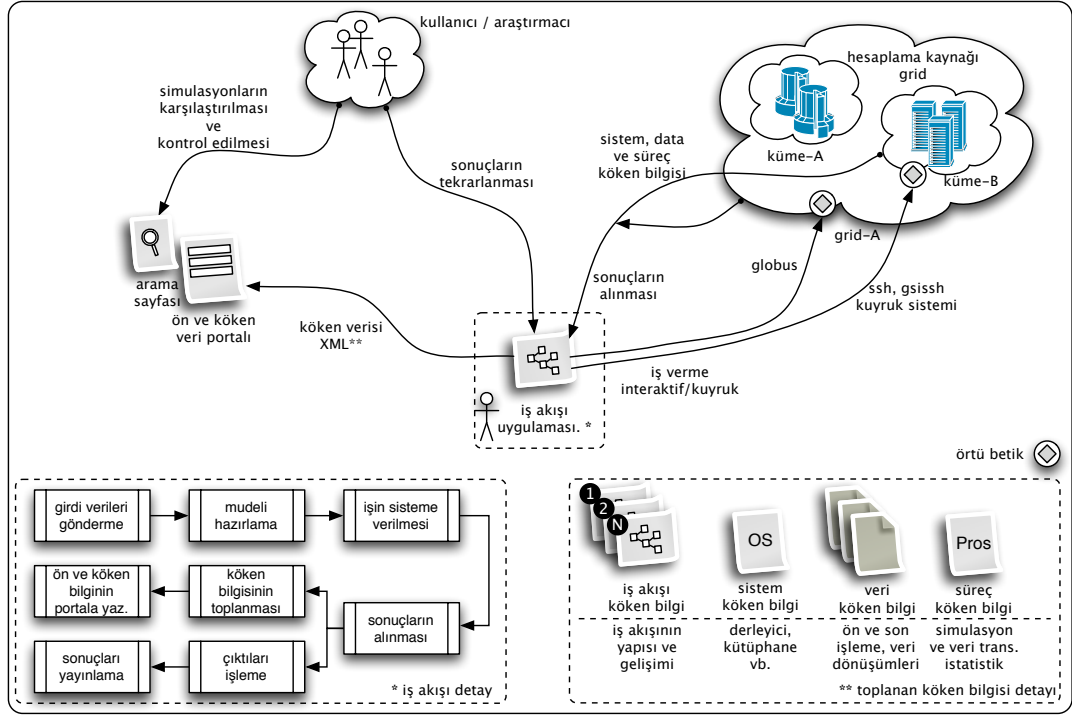 kullanıcı / araştırmacı
simulasyonların
karşılaştırılması
ve
kontrol edilmesi
sonuçların
tekrarlanması
sistem, data
ve süreç
köken bilgisi
hesaplama kaynağı
grid
küme-A
küme-B
grid-A
globus
ssh, gsissh
kuyruk sistemi
sonuçların
alınması
arama
sayfası
ön ve köken
veri portalı
köken verisi
XML**
iş verme
interaktif/kuyruk
iş akışı
uygulaması. *
örtü betik
girdi verileri
gönderme
mudeli
hazırlama
işin sisteme
verilmesi
ön ve köken
bilginin
portala yaz.
köken
bilgisinin
toplanması
sonuçların
alınması
sonuçları
yayınlama
çıktıları
işleme
* iş akışı detay
1
2
N
OS
Pros
iş akışı
köken bilgi
sistem
köken bilgi
veri
köken bilgi
süreç
köken bilgi
iş akışının
yapısı ve
gelişimi
derleyici,
kütüphane
vb.
ön ve son
işleme, veri
dönüşümleri
simulasyon
ve veri trans.
istatistik
** toplanan köken bilgisi detayı